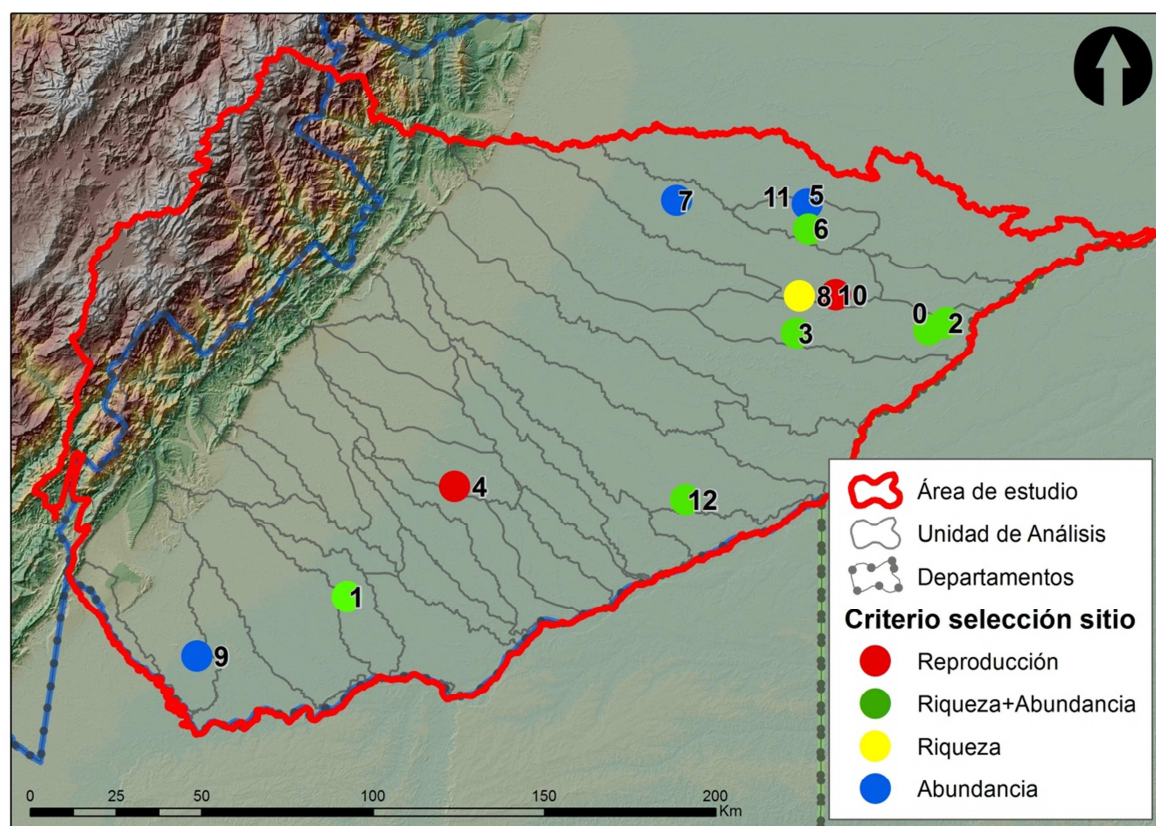 7
11 5
6
8 10
3
0 2
4
12
1
9
Área de estudio
Unidad de Análisis
Departamentos
Criterio selección sitio
Reproducción
Riqueza+Abundancia
Riqueza
Abundancia
0 25 50 100 150 200
Km